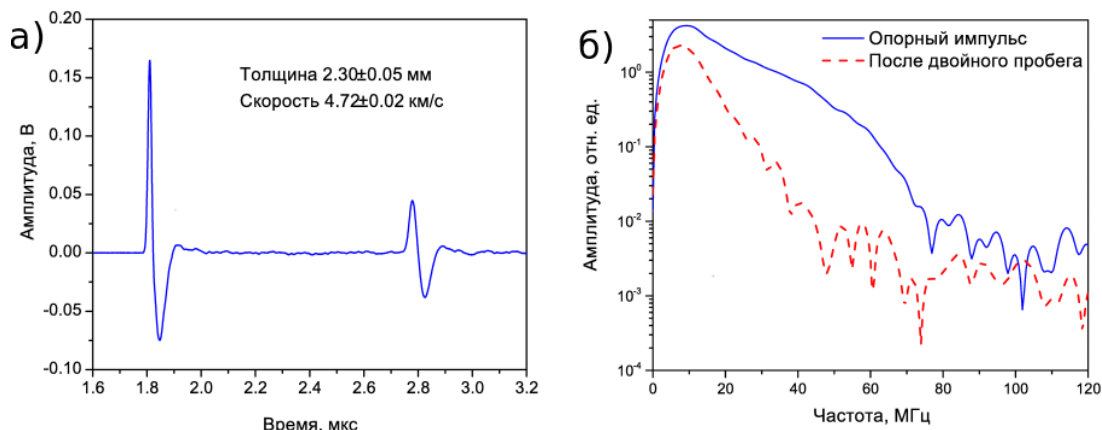 а)
0.20
0.15
0.10
0.05
0.00
-0.05
-0.10
Амплитуда, В
Толщина 2.30±0.05 мм
Скорость 4.72±0.02 км/с
1.6 1.8 2.0 2.2 2.4 2.6 2.8 3.0 3.2
Время, мкс
б)
Опорный импульс
После двойного пробега
10⁰
10⁻¹
10⁻²
10⁻³
10⁻⁴
Амплитуда, отн. ед.
0 20 40 60 80 100 120
Частота, МГц